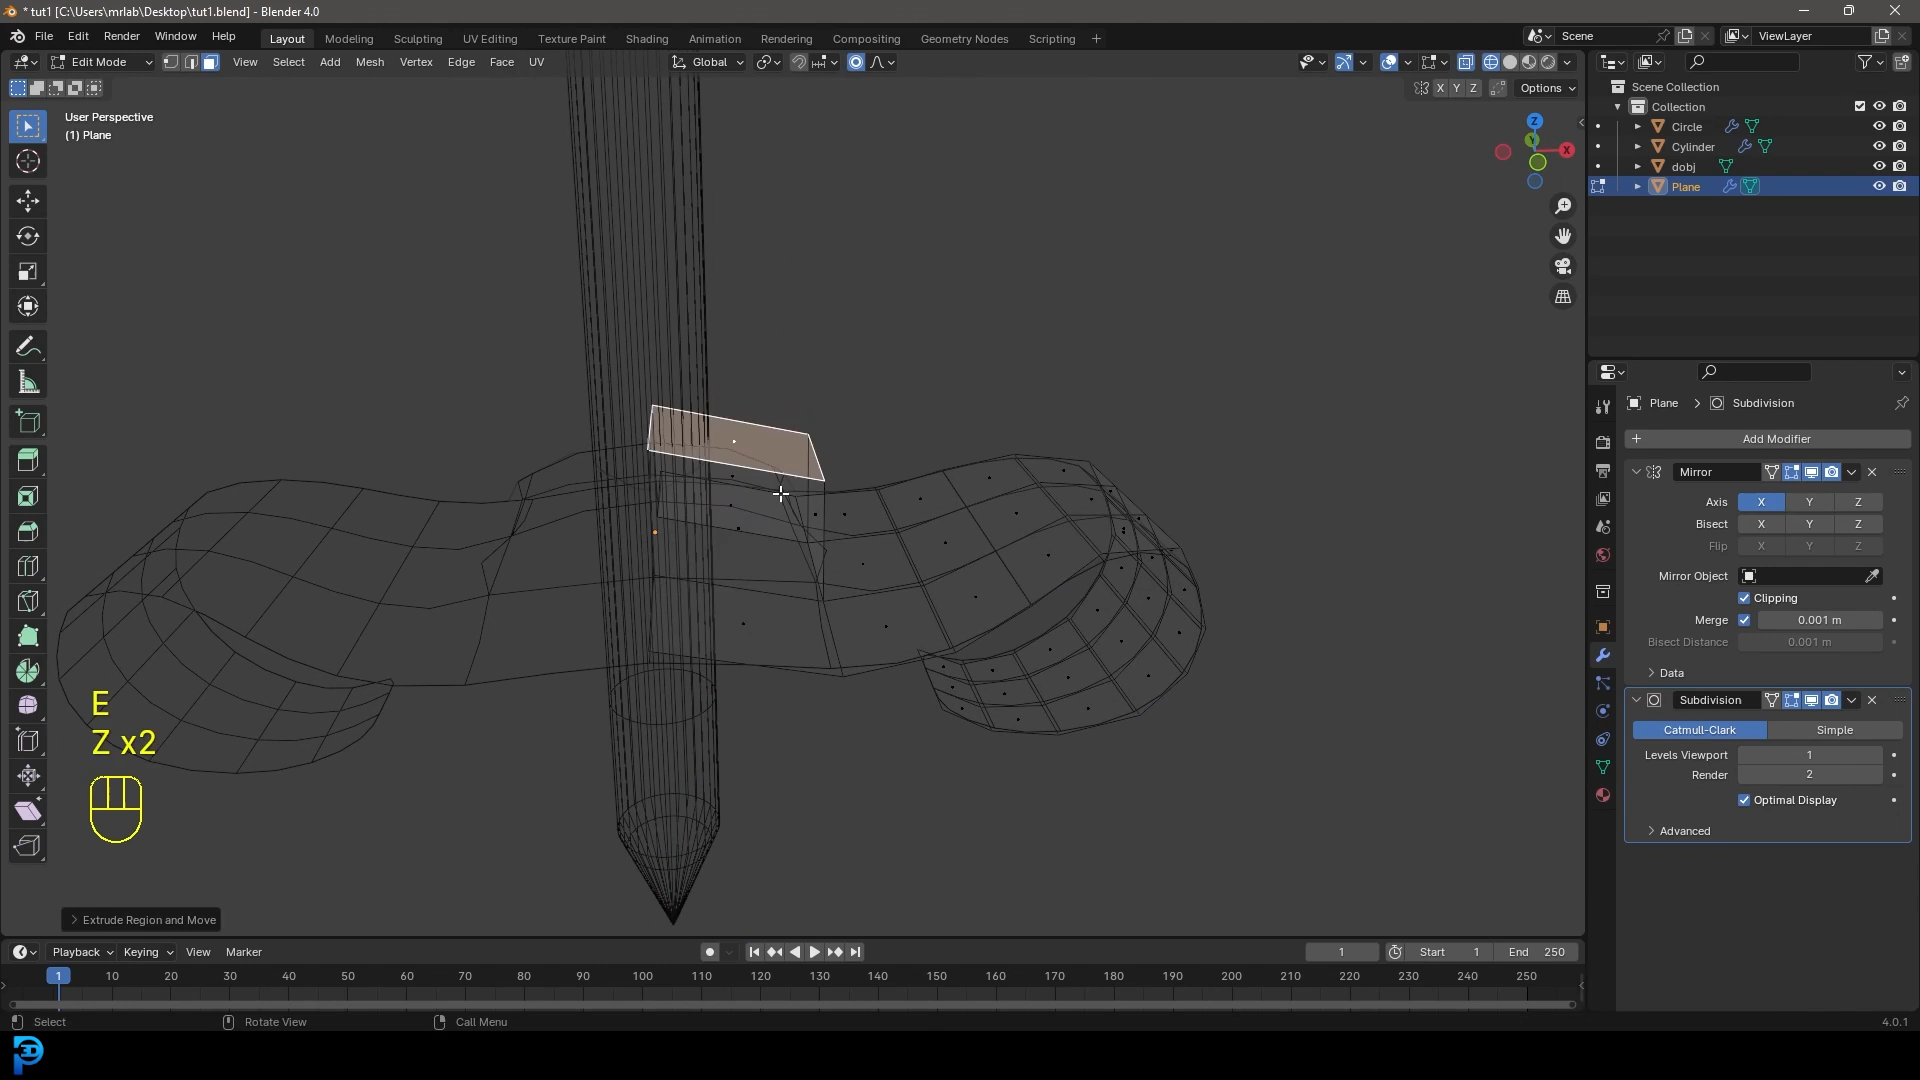 * tut1 [C:\Users\mrlab\Desktop\tut1.blend] - Blender 4.0
File Edit Render Window Help
Layout Modeling Sculpting UV Editing Texture Paint Shading Animation Rendering Compositing Geometry Nodes Scripting +
Scene
ViewLayer
Edit Mode View Select Add Mesh Vertex Edge Face UV
Global
X Y Z Options
User Perspective
(1) Plane
Z
Y
X
Scene Collection
Collection
Circle
Cylinder
dobj
Plane
Plane > Subdivision
+ Add Modifier
Mirror
Axis X Y Z
Bisect X Y Z
Flip X Y Z
Mirror Object
Clipping
Merge 0.001 m
Bisect Distance 0.001 m
Data
Subdivision
Catmull-Clark Simple
Levels Viewport 1
Render 2
Optimal Display
Advanced
E
Z x2
Extrude Region and Move
Playback Keying View Marker
1 Start 1 End 250
1 10 20 30 40 50 60 70 80 90 100 110 120 130 140 150 160 170 180 190 200 210 220 230 240 250
Select Rotate View Call Menu
4.0.1
3D